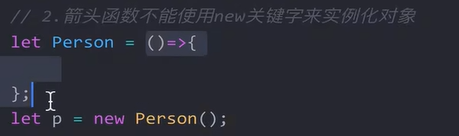 // 2.箭头函数不能使用new关键字来实例化对象
let Person = ()=>{
};
let p = new Person();